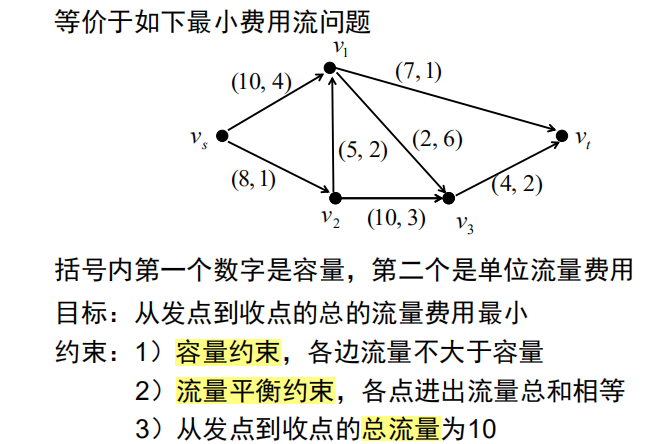 等价于如下最小费用流问题
v₁
(10, 4)
(7, 1)
vₛ
(5, 2)
(2, 6)
vₜ
(8, 1)
(4, 2)
v₂
(10, 3)
v₃
括号内第一个数字是容量，第二个是单位流量费用
目标：从发点到收点的总的流量费用最小
约束：1）容量约束，各边流量不大于容量
2）流量平衡约束，各点进出流量总和相等
3）从发点到收点的总流量为10